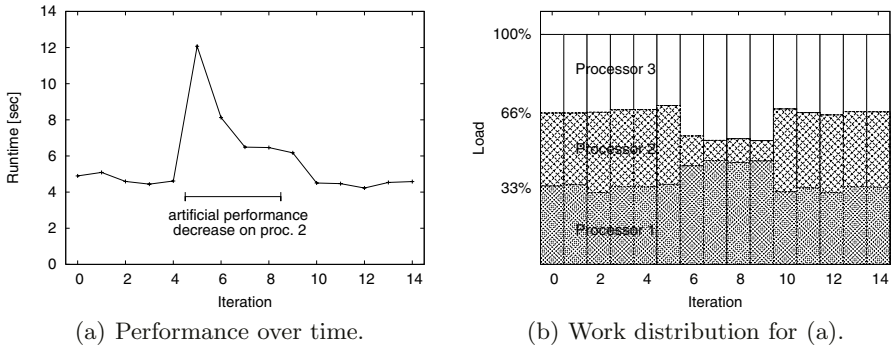 14
12
10
8
6
4
2
0
Runtime [sec]
artificial performance
decrease on proc. 2
0 2 4 6 8 10 12 14
Iteration
(a) Performance over time.
100%
66%
33%
Load
Processor 3
Processor 2
Processor 1
0 2 4 6 8 10 12 14
Iteration
(b) Work distribution for (a).